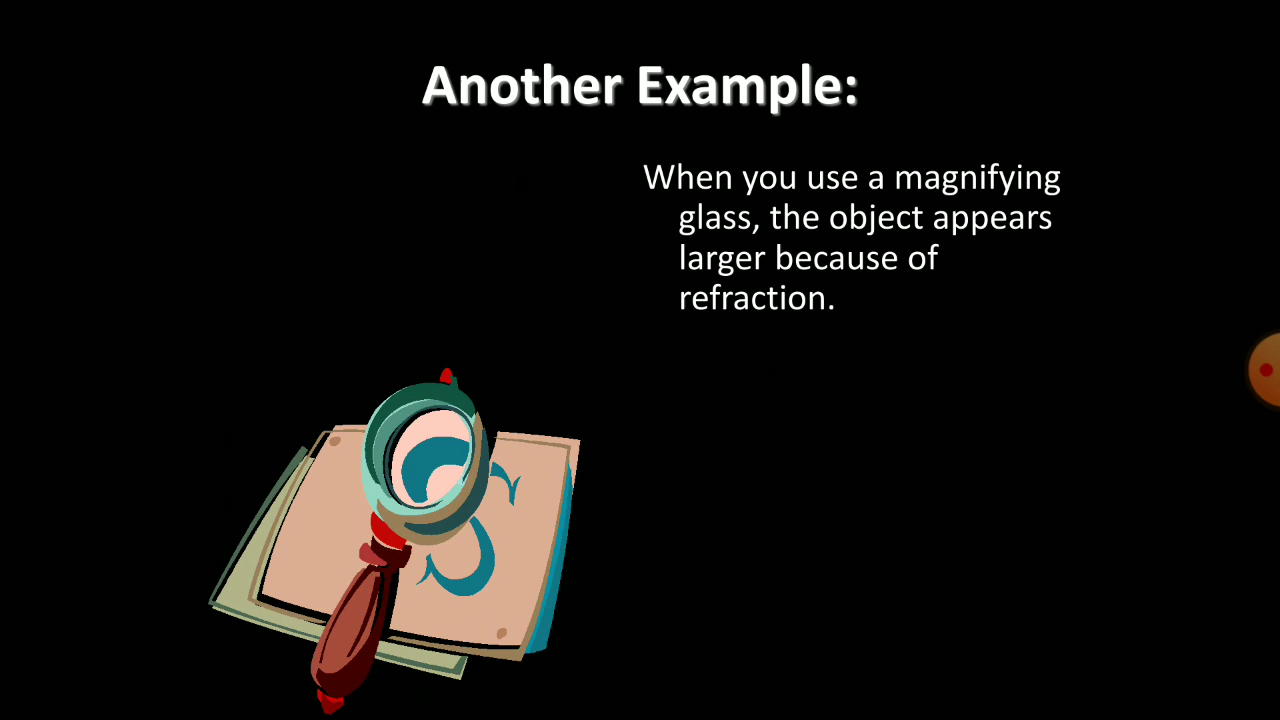 Another Example:
When you use a magnifying
glass, the object appears
larger because of
refraction.